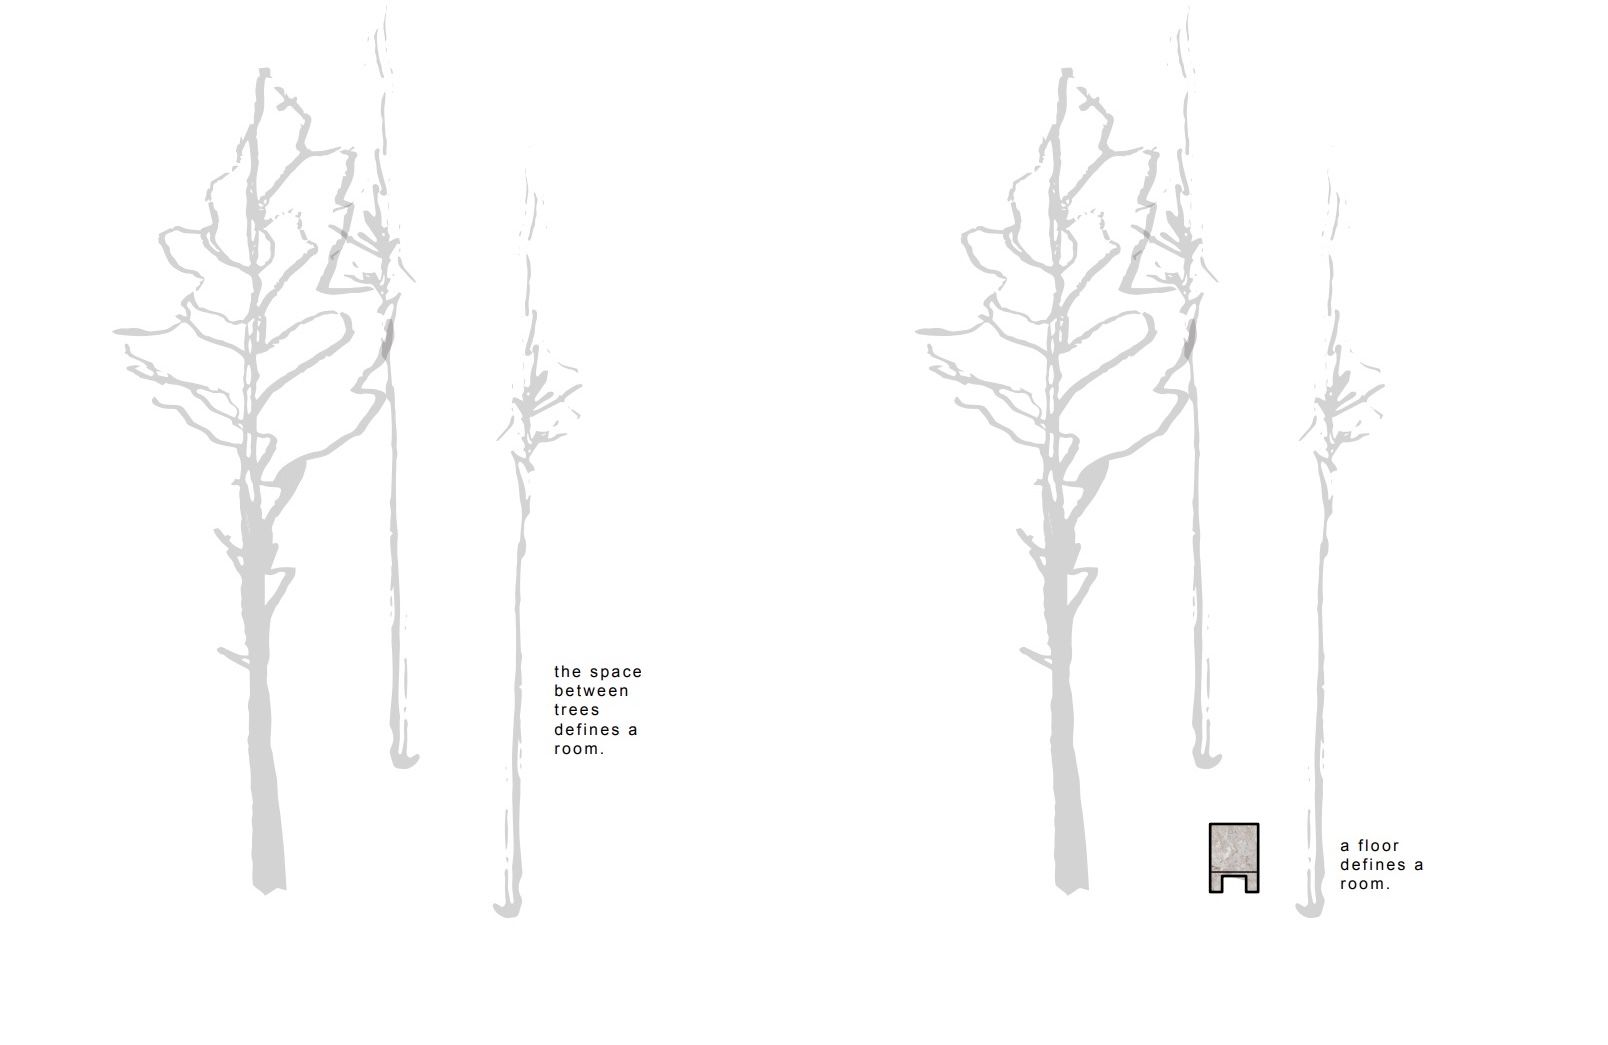 the space
between
trees
defines a
room.
a floor
defines a
room.